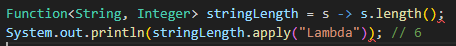 Function<String, Integer> stringLength = s -> s.length();
System.out.println(stringLength.apply("Lambda")); // 6